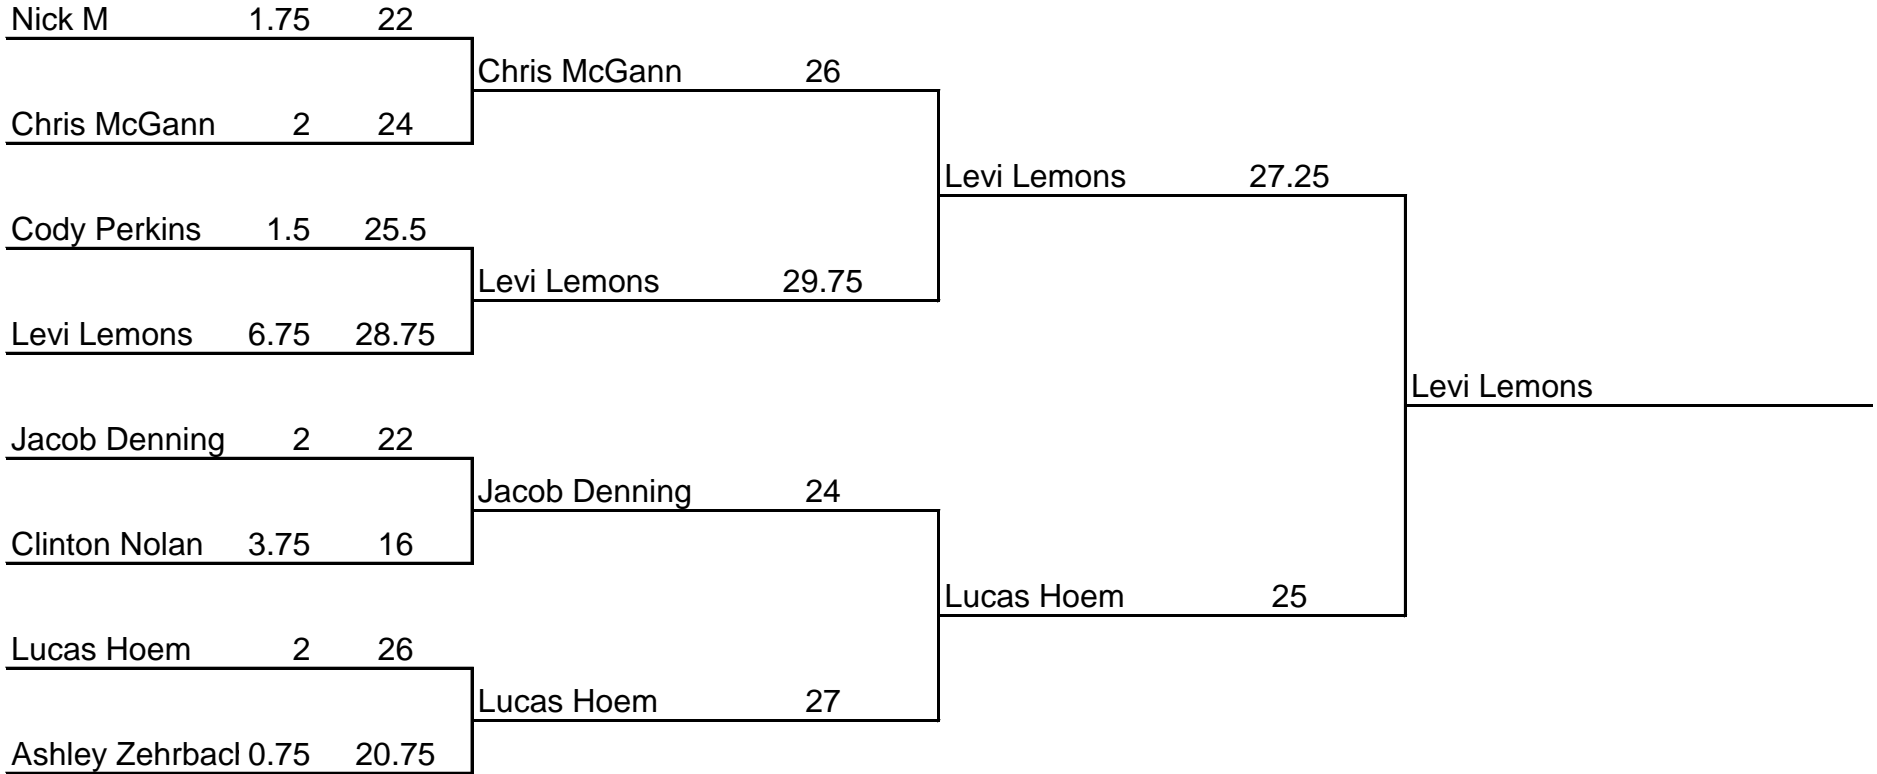 Nick M 1.75 22
Chris McGann 26
Chris McGann 2 24
Levi Lemons 27.25
Cody Perkins 1.5 25.5
Levi Lemons 29.75
Levi Lemons 6.75 28.75
Levi Lemons
Jacob Denning 2 22
Jacob Denning 24
Clinton Nolan 3.75 16
Lucas Hoem 25
Lucas Hoem 2 26
Lucas Hoem 27
Ashley 0.75 20.75